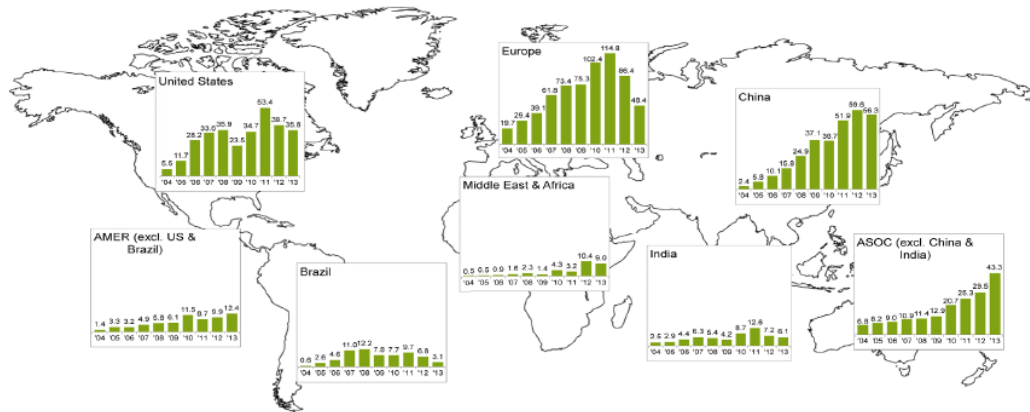 United States
53.4
39.7
35.9
34.7
35.8
33.6
28.2
23.5
11.7
5.5
'04 '05 '06 '07 '08 '09 '10 '11 '12 '13
Europe
114.8
102.4
86.4
75.3
73.4
61.8
48.4
39.1
29.4
19.7
'04 '05 '06 '07 '08 '09 '10 '11 '12 '13
China
59.6
56.3
51.9
37.1
36.7
24.9
15.8
10.1
5.8
2.4
'04 '05 '06 '07 '08 '09 '10 '11 '12 '13
Middle East & Africa
0.5 0.5 0.9 1.6 2.3 1.4 4.3 3.2 10.4 9.0
'04 '05 '06 '07 '08 '09 '10 '11 '12 '13
AMER (excl. US &
Brazil)
1.4 3.3 3.2 4.9 5.8 6.1 11.5 8.7 9.9 12.4
'04 '05 '06 '07 '08 '09 '10 '11 '12 '13
Brazil
0.6 2.6 4.6 11.0 12.2 7.8 7.7 9.7 6.8 3.1
'04 '05 '06 '07 '08 '09 '10 '11 '12 '13
India
2.5 2.9 4.4 6.3 5.4 4.2 8.7 12.6 7.2 6.1
'04 '05 '06 '07 '08 '09 '10 '11 '12 '13
ASOC (excl. China &
India)
6.8 8.2 9.0 10.9 11.4 12.9 20.7 26.3 29.5 43.3
'04 '05 '06 '07 '08 '09 '10 '11 '12 '13